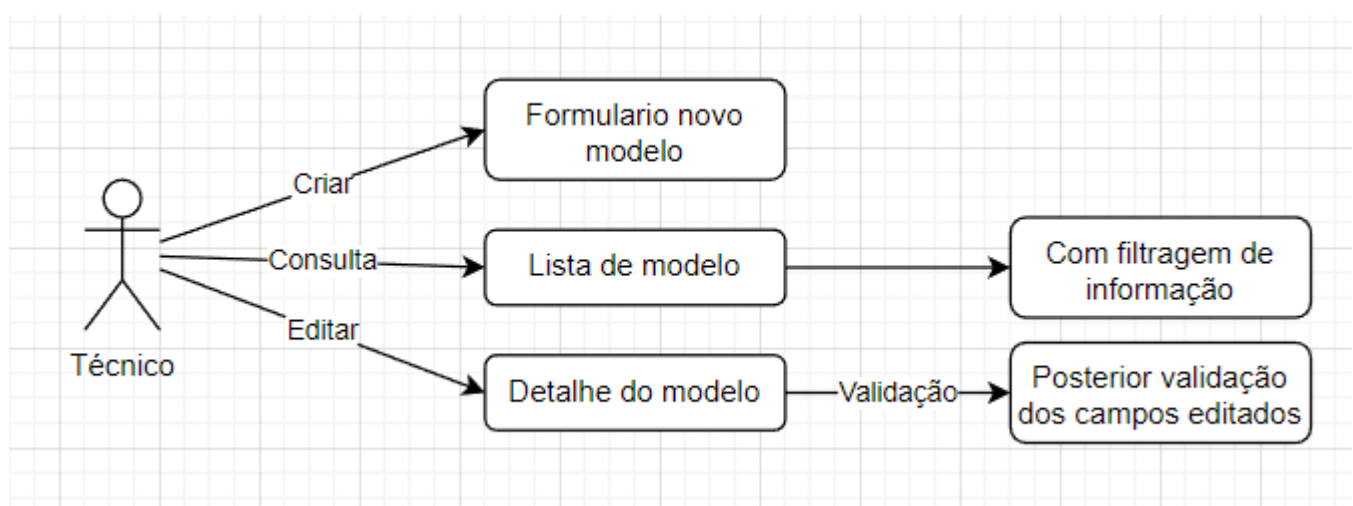 Formulario novo
modelo
Criar
Consulta
Lista de modelo
Com filtragem de
informação
Editar
Técnico
Detalhe do modelo
Validação
Posterior validação
dos campos editados